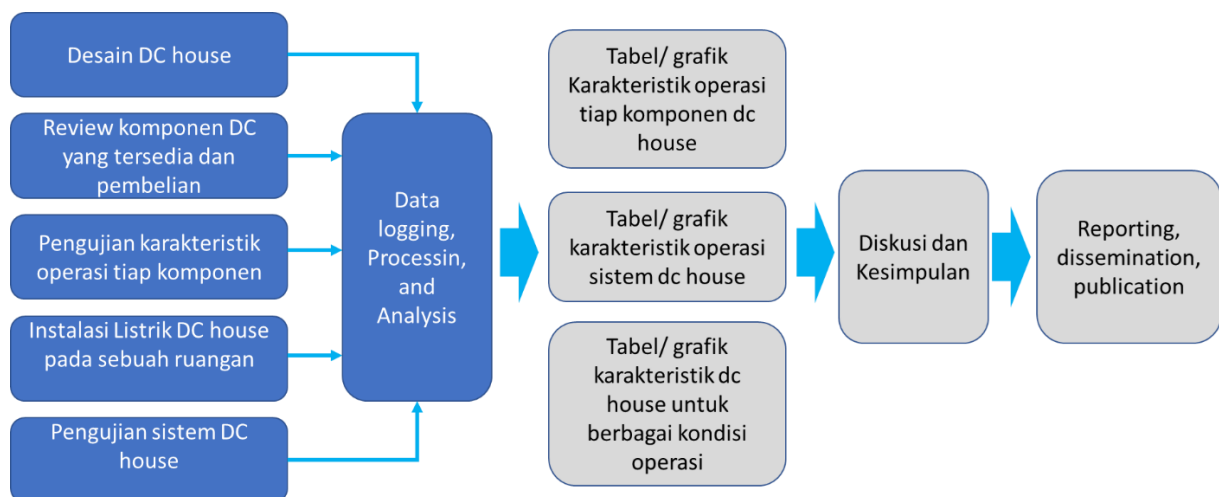 Desain DC house
Review komponen DC
yang tersedia dan
pembelian
Pengujian karakteristik
operasi tiap komponen
Instalasi Listrik DC house
pada sebuah ruangan
Pengujian sistem DC
house
Data
logging,
Processin,
and
Analysis
Tabel/ grafik
Karakteristik operasi
tiap komponen dc
house
Tabel/ grafik
karakteristik operasi
sistem dc house
Tabel/ grafik
karakteristik dc
house untuk
berbagai kondisi
operasi
Diskusi dan
Kesimpulan
Reporting,
dissemination,
publication